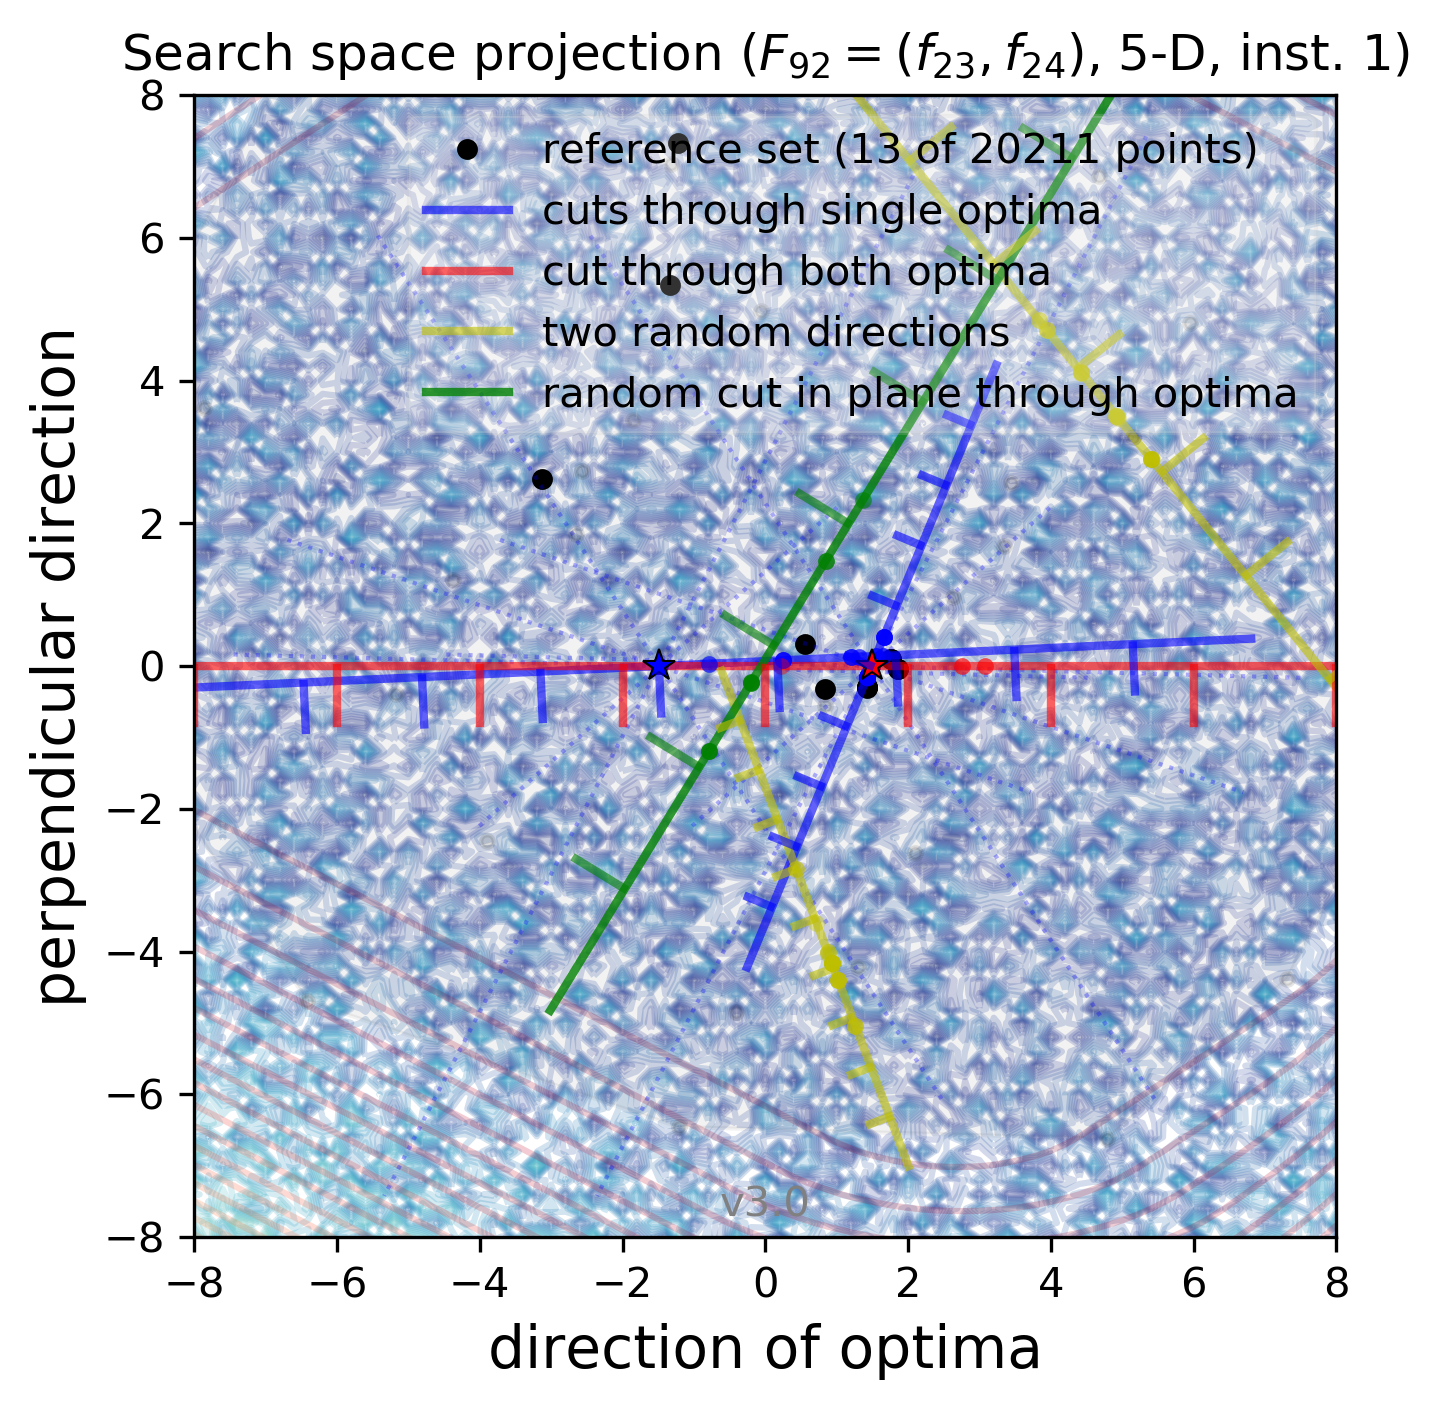 Search space projection (F₉₂ = (f₂₃, f₂₄), 5-D, inst. 1)
8
6
4
2
0
−2
−4
−6
−8
perpendicular direction
reference set (13 of 20211 points)
cuts through single optima
cut through both optima
two random directions
random cut in plane through optima
v3.0
−8 −6 −4 −2 0 2 4 6 8
direction of optima